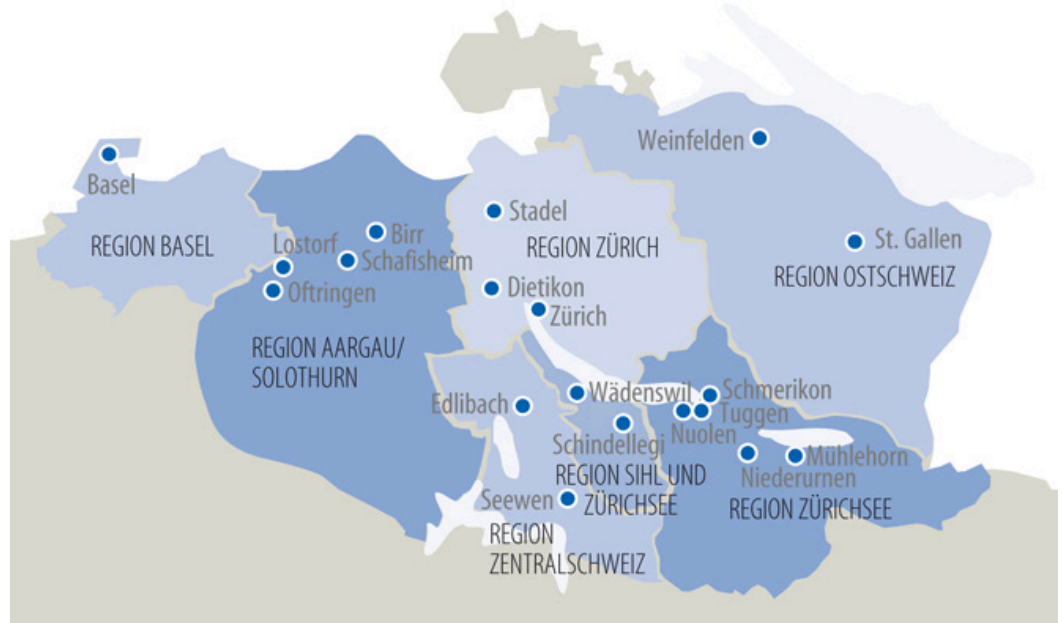 Weinfelden
Basel
Stadel
Birr
REGION BASEL
Lostorf
Schafisheim
REGION ZÜRICH
St. Gallen
REGION OSTSCHWEIZ
Oftringen
Dietikon
Zürich
REGION AARGAU/
SOLOTHURN
Wädenswil
Schmerikon
Edlibach
Tuggen
Nuolen
Schindellegi
Mühlehorn
Niederurnen
REGION SIHL UND
ZÜRICHSEE
Seewen
REGION ZÜRICHSEE
REGION
ZENTRALSCHWEIZ